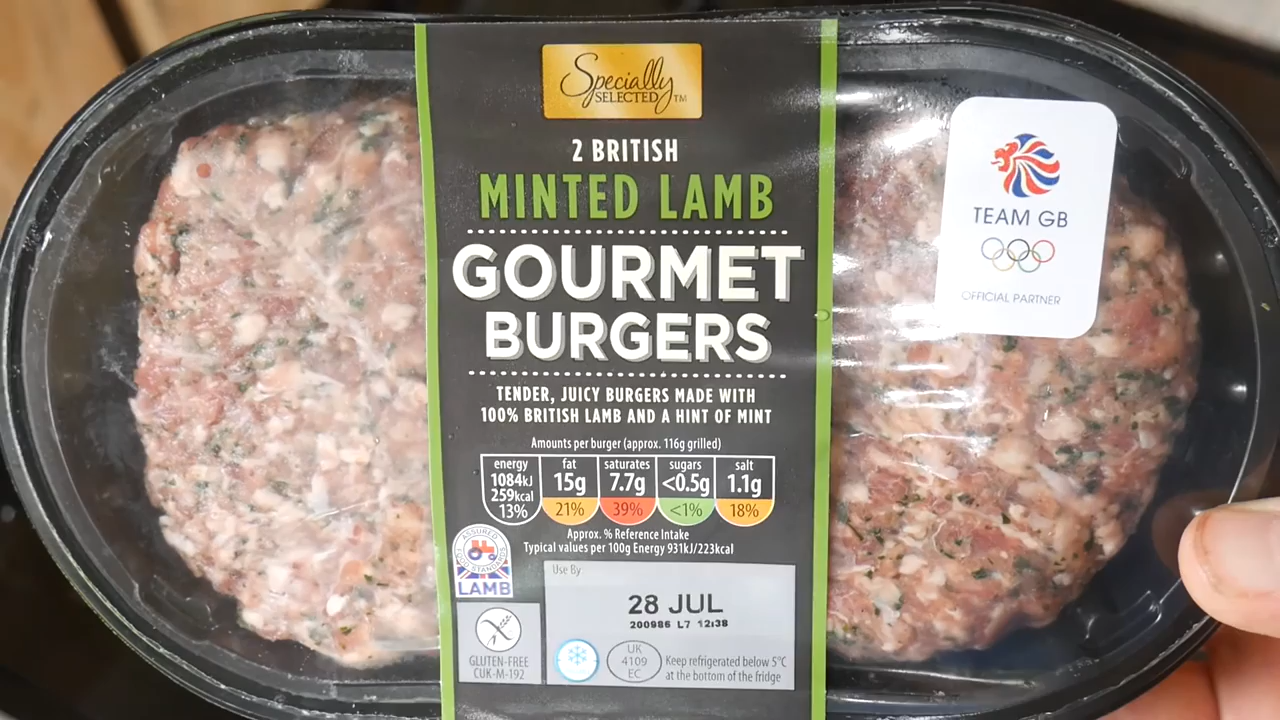 Specially
SELECTED™
2 BRITISH
MINTED LAMB
GOURMET
BURGERS
TENDER, JUICY BURGERS MADE WITH
100% BRITISH LAMB AND A HINT OF MINT
Amounts per burger (approx. 116g grilled)
energy fat saturates sugars salt
1084kJ 15g 7.7g <0.5g 1.1g
259kcal
13% 21% 39% <1% 18%
Approx. % Reference Intake
Typical values per 100g Energy 931kJ/223kcal
ASSURED
FOOD STANDARDS
LAMB
Use By
28 JUL
200986 L7 12:38
GLUTEN-FREE
CUK-M-192
UK
4109
EC
Keep refrigerated below 5°C
at the bottom of the fridge
TEAM GB
OFFICIAL PARTNER